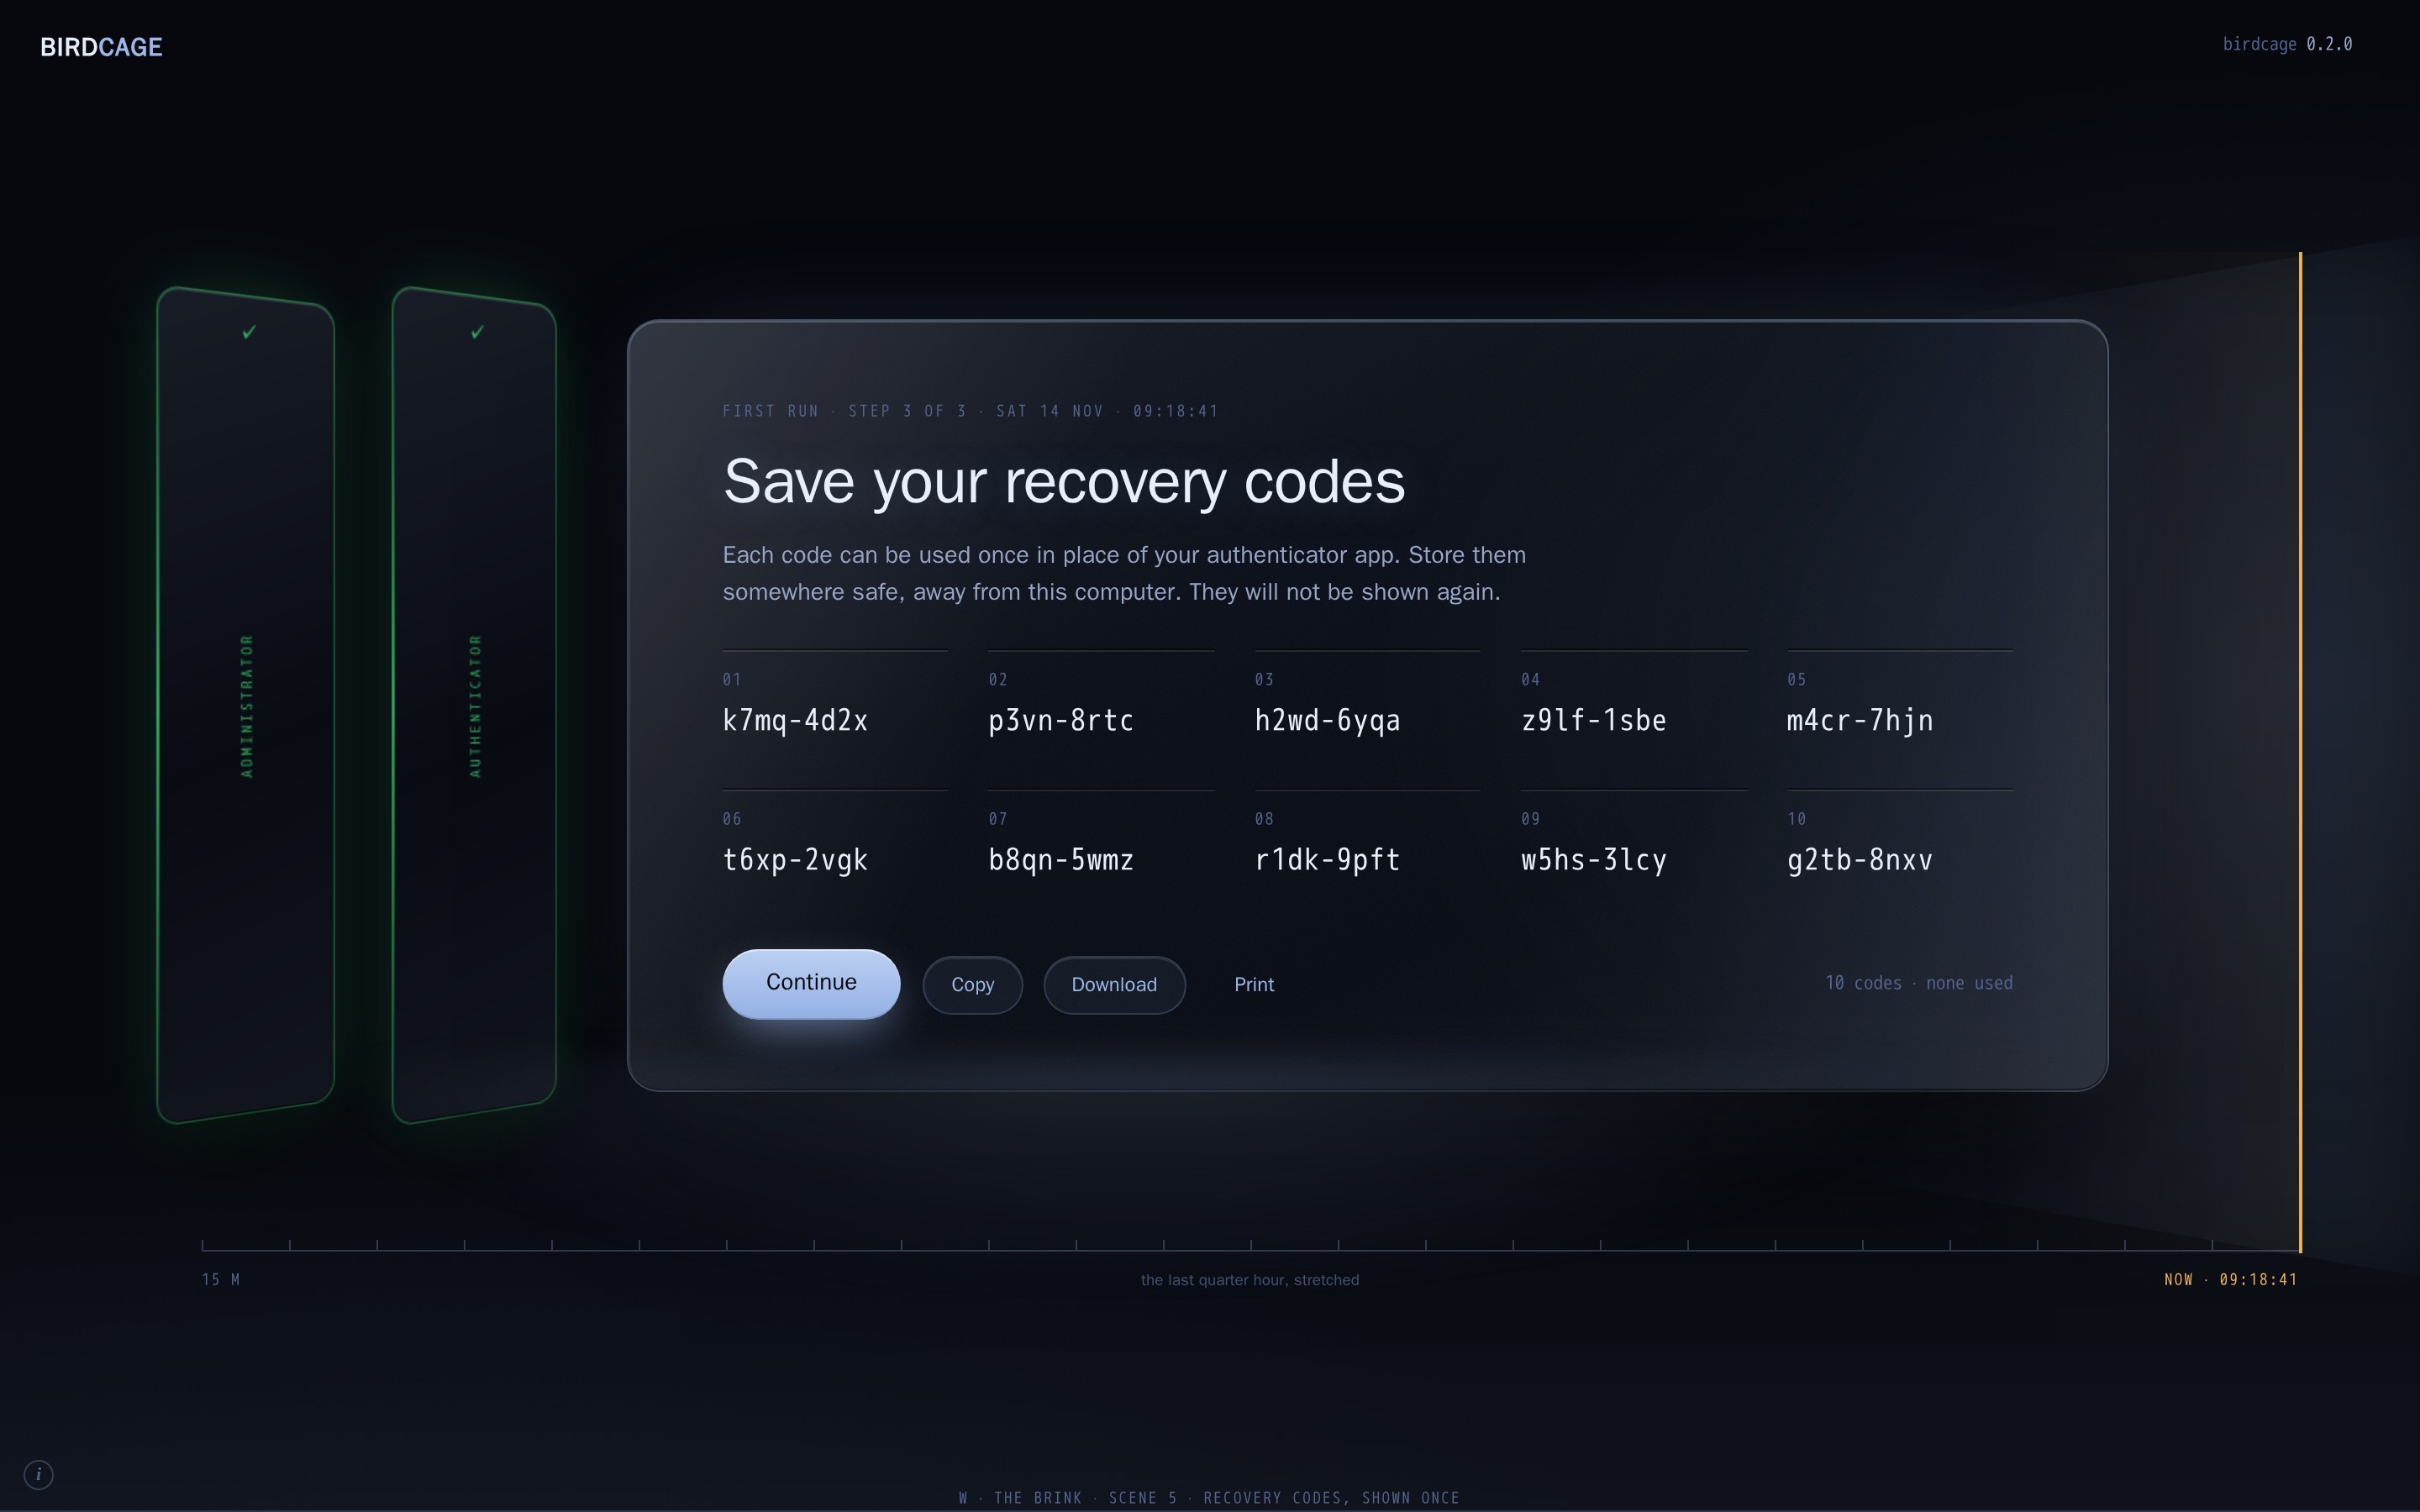 BIRDCAGE
birdcage 0.2.0
✓
ADMINISTRATOR
✓
AUTHENTICATOR
FIRST RUN · STEP 3 OF 3 · SAT 14 NOV · 09:18:41
Save your recovery codes
Each code can be used once in place of your authenticator app. Store them
somewhere safe, away from this computer. They will not be shown again.
01 02 03 04 05
k7mq-4d2x p3vn-8rtc h2wd-6yqa z9lf-1sbe m4cr-7hjn
06 07 08 09 10
t6xp-2vgk b8qn-5wmz r1dk-9pft w5hs-3lcy g2tb-8nxv
Continue Copy Download Print 10 codes · none used
15 M the last quarter hour, stretched NOW · 09:18:41
i
W · THE BRINK · SCENE 5 · RECOVERY CODES, SHOWN ONCE